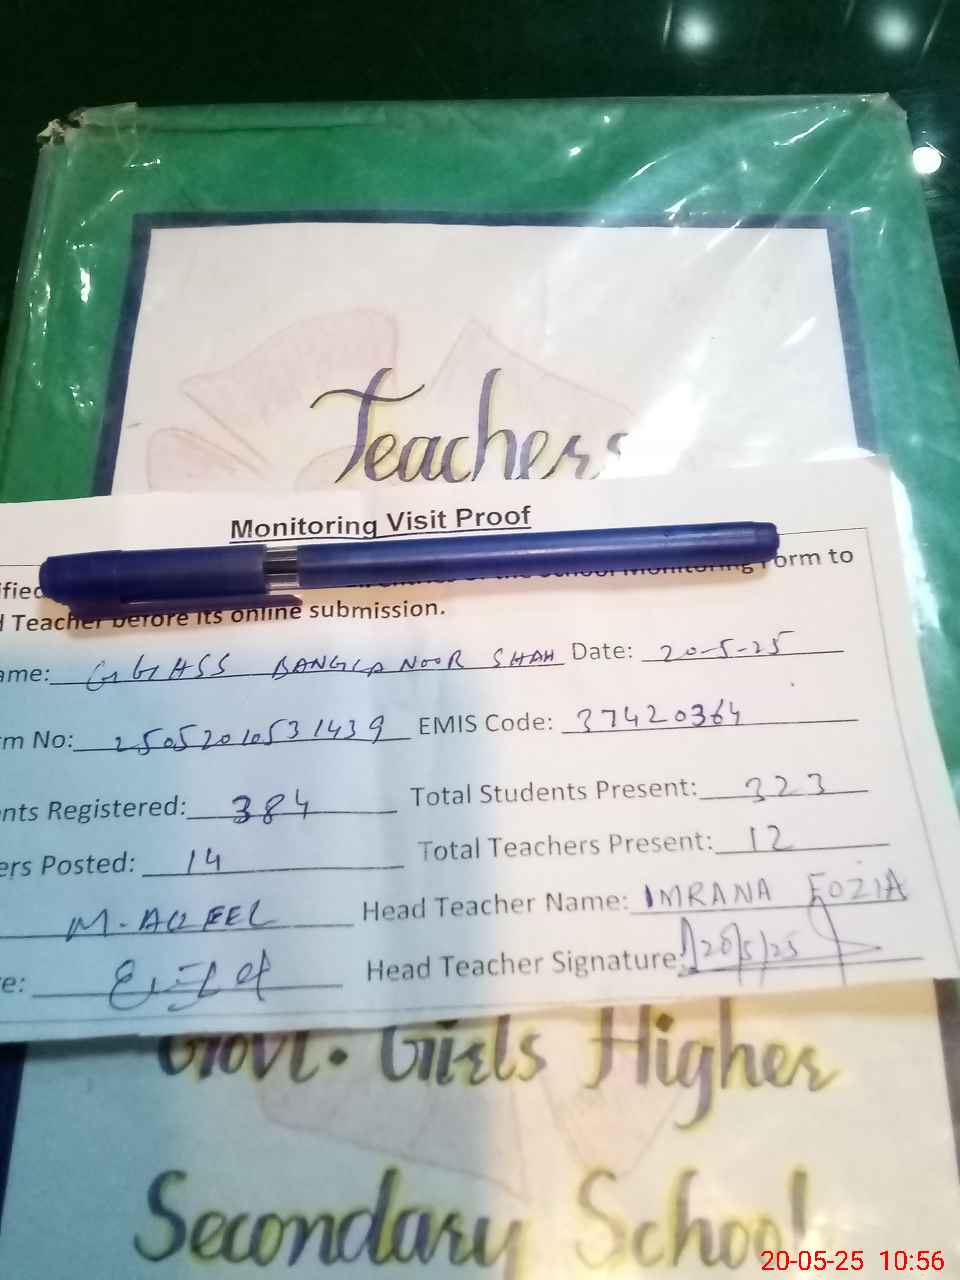 Teachers
Monitoring Visit Proof
orm to
Teacher before its online submission.
ame: GGHSS BANGLA NOOR SHAH Date: 20-5-25
m No: 25052010531439 EMIS Code: 37420364
nts Registered: 384 Total Students Present: 323
ers Posted: 14 Total Teachers Present: 12
M. AQEEL Head Teacher Name: IMRANA FOZIA
e: Head Teacher Signature 20/5/25
Govt. Girls Higher
Secondary School
20-05-25 10:56